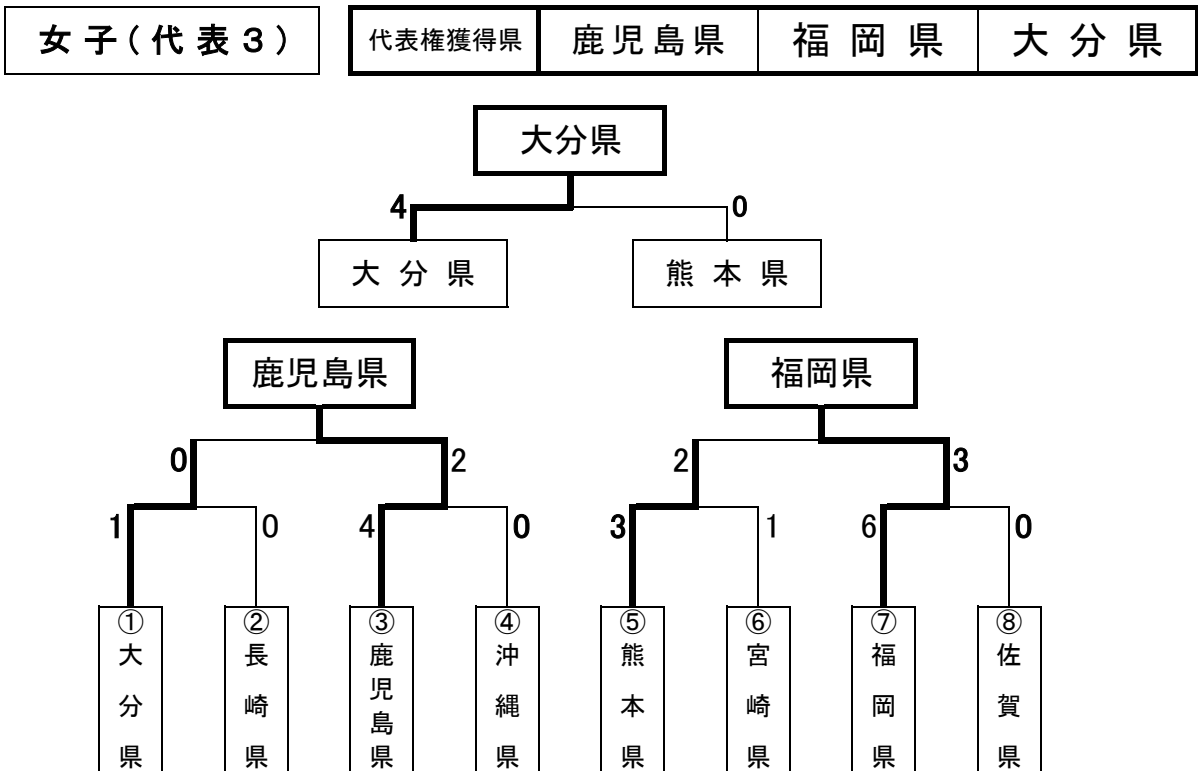 女子(代表3) 代表権獲得県 鹿児島県 福岡県 大分県
大分県
4 0
大分県 熊本県
鹿児島県 福岡県
0 2 2 3
1 0 4 0 3 1 6 0
①大分県
②長崎県
③鹿児島県
④沖縄県
⑤熊本県
⑥宮崎県
⑦福岡県
⑧佐賀県